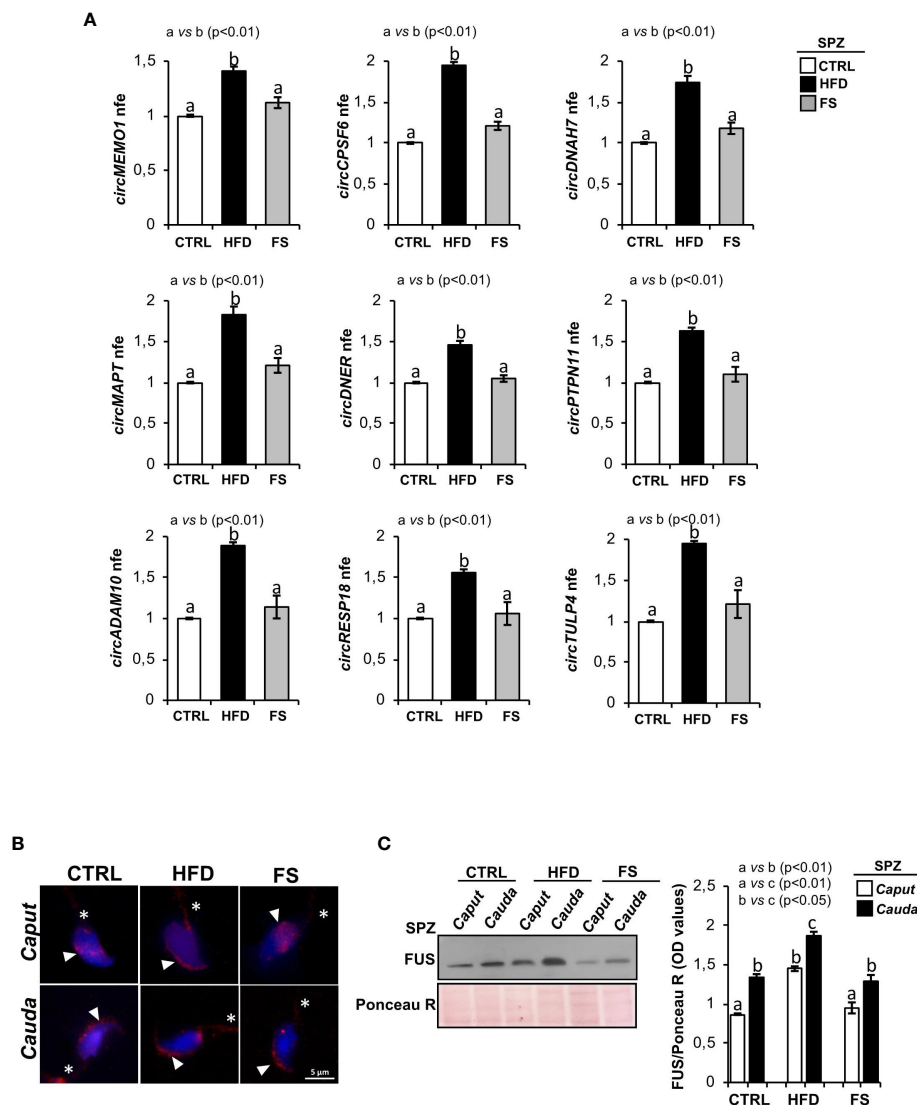 A
a vs b (p<0.01)
a vs b (p<0.01)
a vs b (p<0.01)
SPZ
CTRL
HFD
FS
circMEMO1 nfe
1,5
1
0,5
0
a
b
a
CTRL HFD FS
circCPSF6 nfe
2
1,5
1
0,5
0
a
b
a
CTRL HFD FS
circDNAH7 nfe
2
1,5
1
0,5
0
a
b
a
CTRL HFD FS
a vs b (p<0.01)
a vs b (p<0.01)
a vs b (p<0.01)
circMAPT nfe
2
1,5
1
0,5
0
a
b
a
CTRL HFD FS
circDNER nfe
2
1,5
1
0,5
0
a
b
a
CTRL HFD FS
circPTPN11 nfe
2
1,5
1
0,5
0
a
b
a
CTRL HFD FS
a vs b (p<0.01)
a vs b (p<0.01)
a vs b (p<0.01)
circADAM10 nfe
2
1,5
1
0,5
0
a
b
a
CTRL HFD FS
circRESP18 nfe
2
1,5
1
0,5
0
a
b
a
CTRL HFD FS
circTULP4 nfe
2
1,5
1
0,5
0
a
b
a
CTRL HFD FS
B
CTRL HFD FS
Caput
* * *
Cauda
* * *
5 µm
C
CTRL HFD FS
SPZ Caput Cauda Caput Cauda Caput Cauda
FUS
Ponceau R
a vs b (p<0.01)
a vs c (p<0.01)
b vs c (p<0.05)
SPZ
Caput
Cauda
FUS/Ponceau R (OD values)
2,5
2
1,5
1
0,5
0
a b
b c
a b
CTRL HFD FS